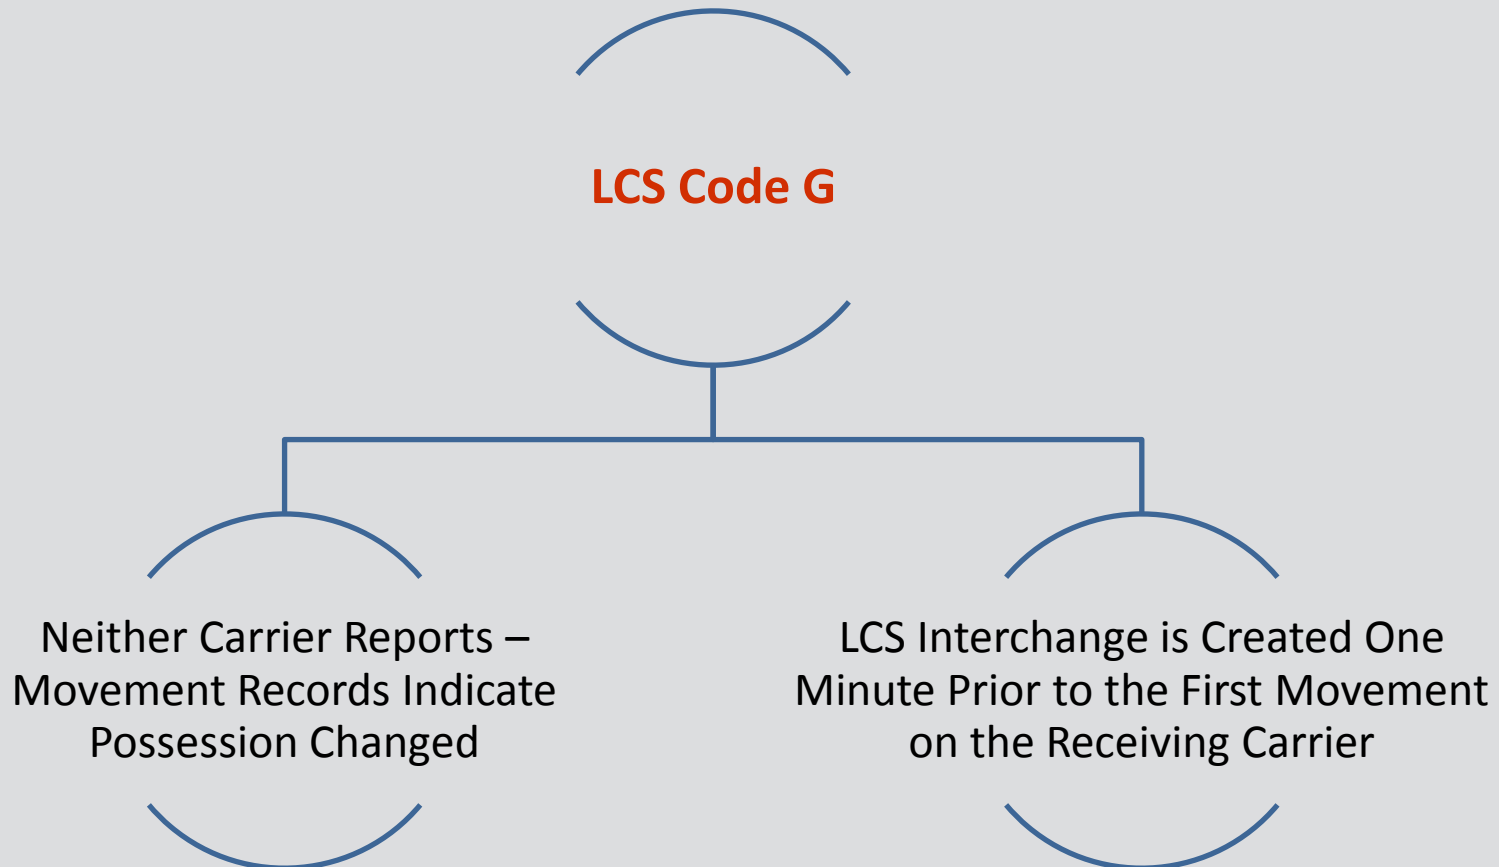 LCS Code G
Neither Carrier Reports –
Movement Records Indicate
Possession Changed
LCS Interchange is Created One
Minute Prior to the First Movement
on the Receiving Carrier